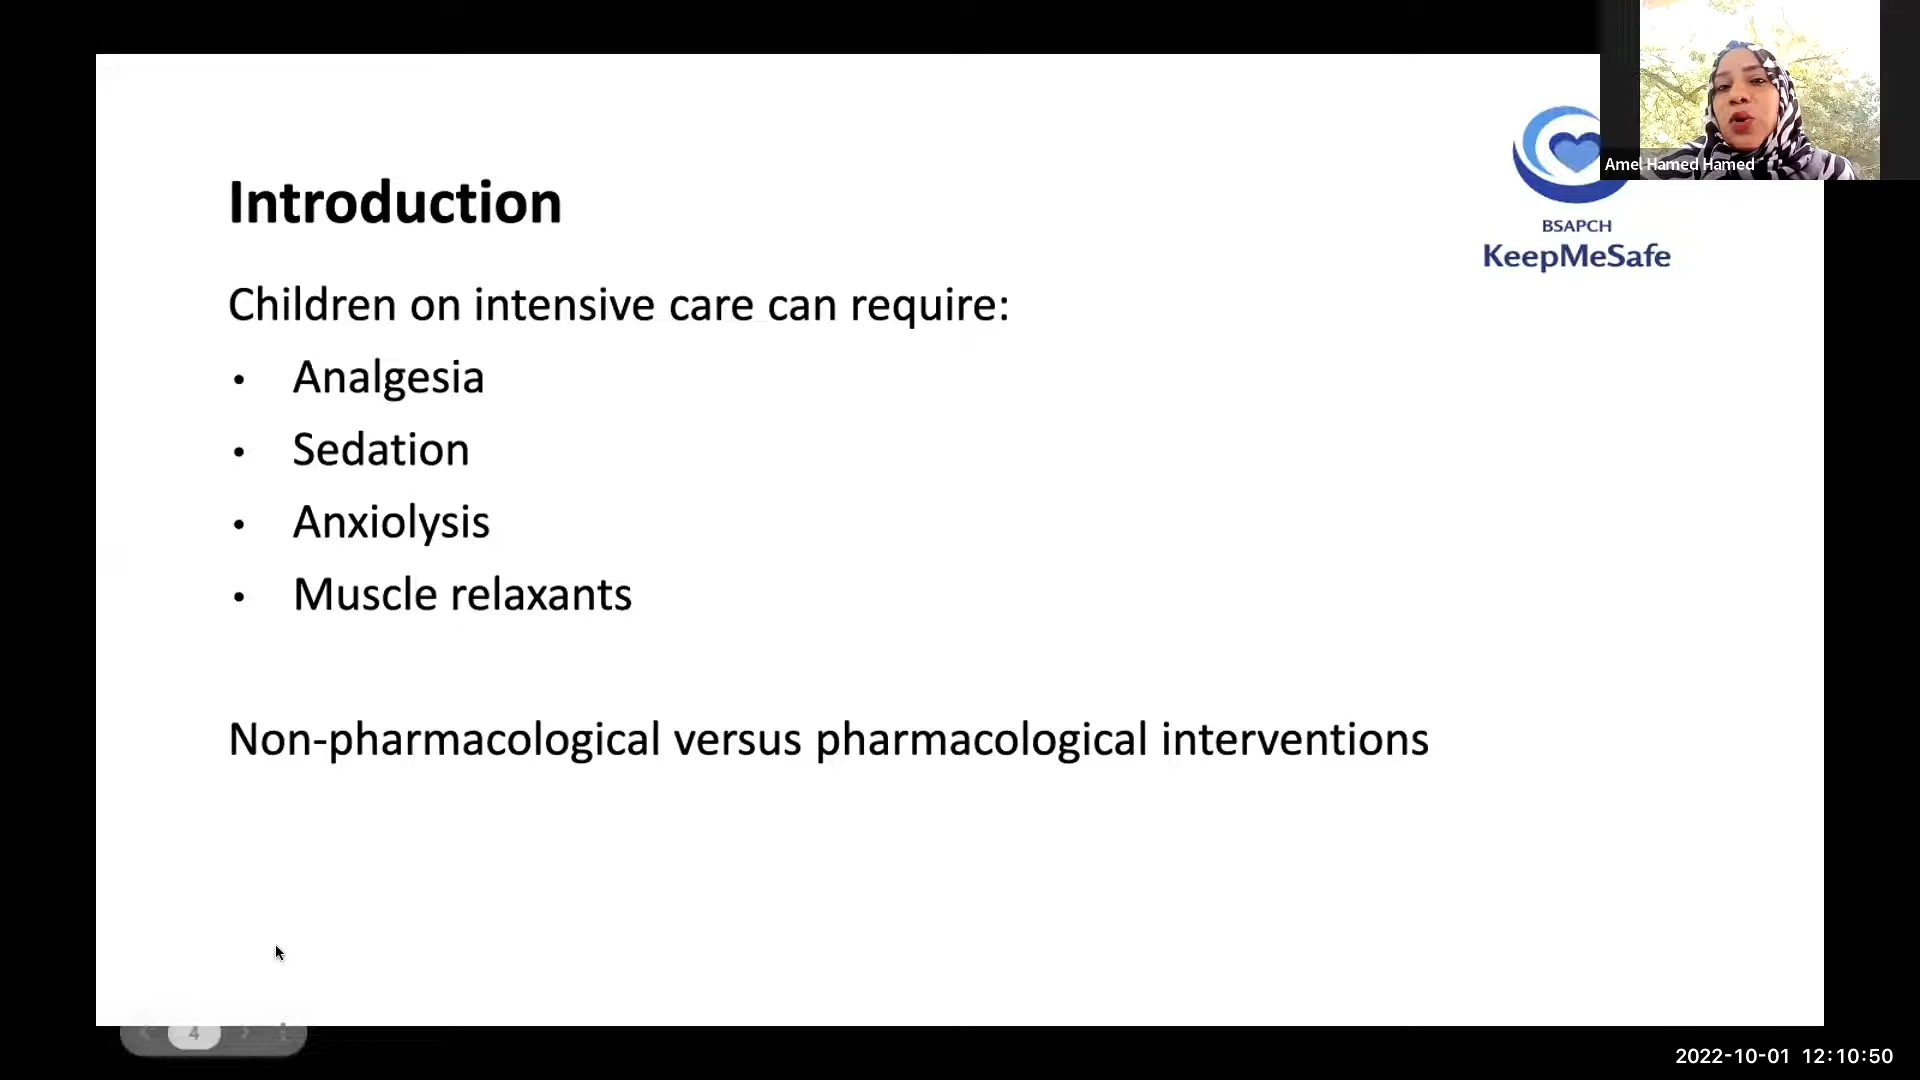 Amel Hamed Hamed
BSAPCH
KeepMeSafe
Introduction
Children on intensive care can require:
• Analgesia
• Sedation
• Anxiolysis
• Muscle relaxants
Non-pharmacological versus pharmacological interventions
4
2022-10-01 12:10:50